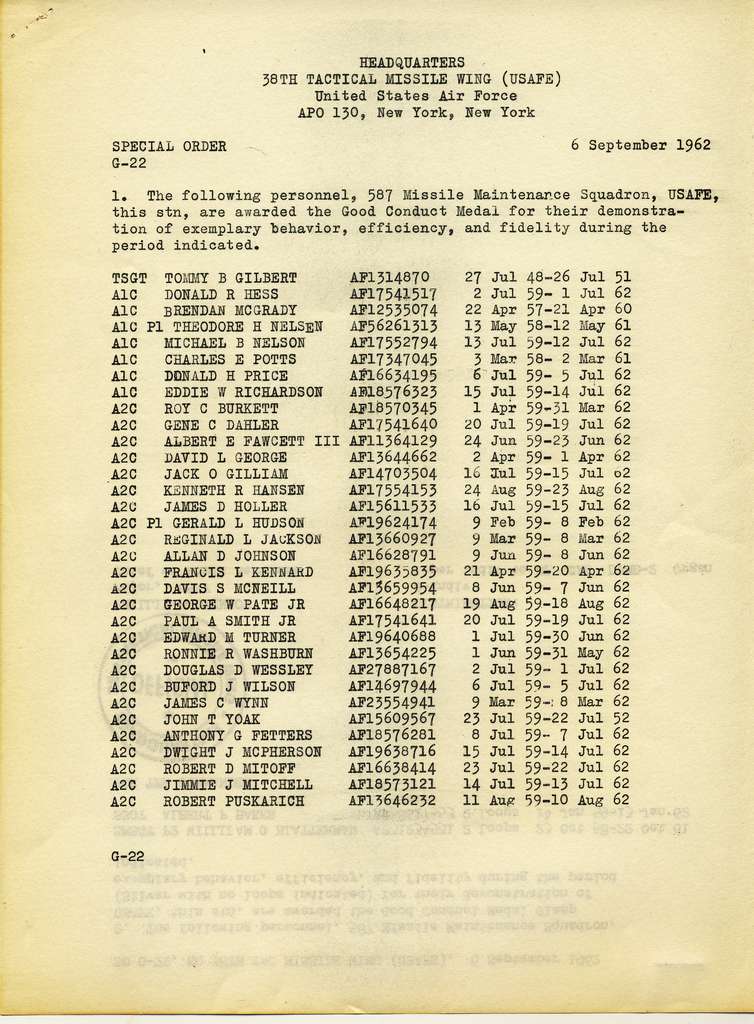 HEADQUARTERS
38TH TACTICAL MISSILE WING (USAFE)
United States Air Force
APO 130, New York, New York
SPECIAL ORDER 6 September 1962
G-22
1. The following personnel, 587 Missile Maintenance Squadron, USAFE,
this stn, are awarded the Good Conduct Medal for their demonstra-
tion of exemplary behavior, efficiency, and fidelity during the
period indicated.
TSGT TOMMY B GILBERT AF1314870 27 Jul 48-26 Jul 51
A1C DONALD R HESS AF17541517 2 Jul 59- 1 Jul 62
A1C BRENDAN MCGRADY AF12535074 22 Apr 57-21 Apr 60
A1C P1 THEODORE H NELSEN AF56261313 13 May 58-12 May 61
A1C MICHAEL B NELSON AF17552794 13 Jul 59-12 Jul 62
A1C CHARLES E POTTS AF17347045 3 Mar 58- 2 Mar 61
A1C DONALD H PRICE AF16634195 6 Jul 59- 5 Jul 62
A1C EDDIE W RICHARDSON AF18576323 15 Jul 59-14 Jul 62
A2C ROY C BURKETT AF18570345 1 Apr 59-31 Mar 62
A2C GENE C DAHLER AF17541640 20 Jul 59-19 Jul 62
A2C ALBERT E FAWCETT III AF11364129 24 Jun 59-23 Jun 62
A2C DAVID L GEORGE AF13644662 2 Apr 59- 1 Apr 62
A2C JACK O GILLIAM AF14703504 16 Jul 59-15 Jul 62
A2C KENNETH R HANSEN AF17554153 24 Aug 59-23 Aug 62
A2C JAMES D HOLLER AF15611533 16 Jul 59-15 Jul 62
A2C P1 GERALD L HUDSON AF19624174 9 Feb 59- 8 Feb 62
A2C REGINALD L JACKSON AF13660927 9 Mar 59- 8 Mar 62
A2C ALLAN D JOHNSON AF16628791 9 Jun 59- 8 Jun 62
A2C FRANCIS L KENNARD AF19635835 21 Apr 59-20 Apr 62
A2C DAVIS S MCNEILL AF13659954 8 Jun 59- 7 Jun 62
A2C GEORGE W PATE JR AF16648217 19 Aug 59-18 Aug 62
A2C PAUL A SMITH JR AF17541641 20 Jul 59-19 Jul 62
A2C EDWARD M TURNER AF19640688 1 Jul 59-30 Jun 62
A2C RONNIE R WASHBURN AF13654225 1 Jun 59-31 May 62
A2C DOUGLAS D WESSLEY AF27887167 2 Jul 59- 1 Jul 62
A2C BUFORD J WILSON AF14697944 6 Jul 59- 5 Jul 62
A2C JAMES C WYNN AF23554941 9 Mar 59-: 8 Mar 62
A2C JOHN T YOAK AF15609567 23 Jul 59-22 Jul 52
A2C ANTHONY G FETTERS AF18576281 8 Jul 59- 7 Jul 62
A2C DWIGHT J MCPHERSON AF19638716 15 Jul 59-14 Jul 62
A2C ROBERT D MITOFF AF16638414 23 Jul 59-22 Jul 62
A2C JIMMIE J MITCHELL AF18573121 14 Jul 59-13 Jul 62
A2C ROBERT PUSKARICH AF13646232 11 Aug 59-10 Aug 62
G-22